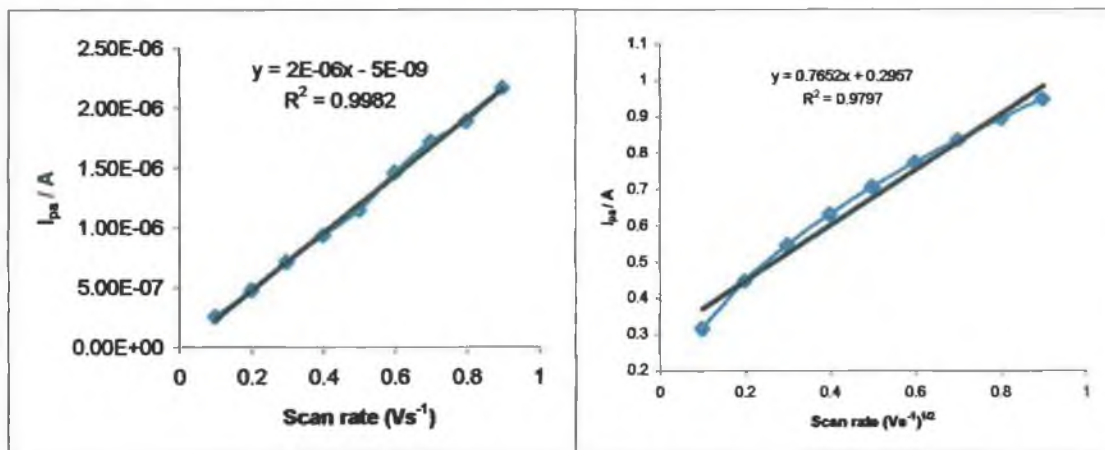 2.50E-06
2.00E-06
1.50E-06
1.00E-06
5.00E-07
0.00E+00
I_pa / A
y = 2E-06x - 5E-09
R² = 0.9982
0 0.2 0.4 0.6 0.8 1
Scan rate (Vs⁻¹)
1.1
1
0.9
0.8
0.7
0.6
0.5
0.4
0.3
0.2
I_pa / A
y = 0.7652x + 0.2957
R² = 0.9797
0 0.2 0.4 0.6 0.8 1
Scan rate (Vs⁻¹)^1/2